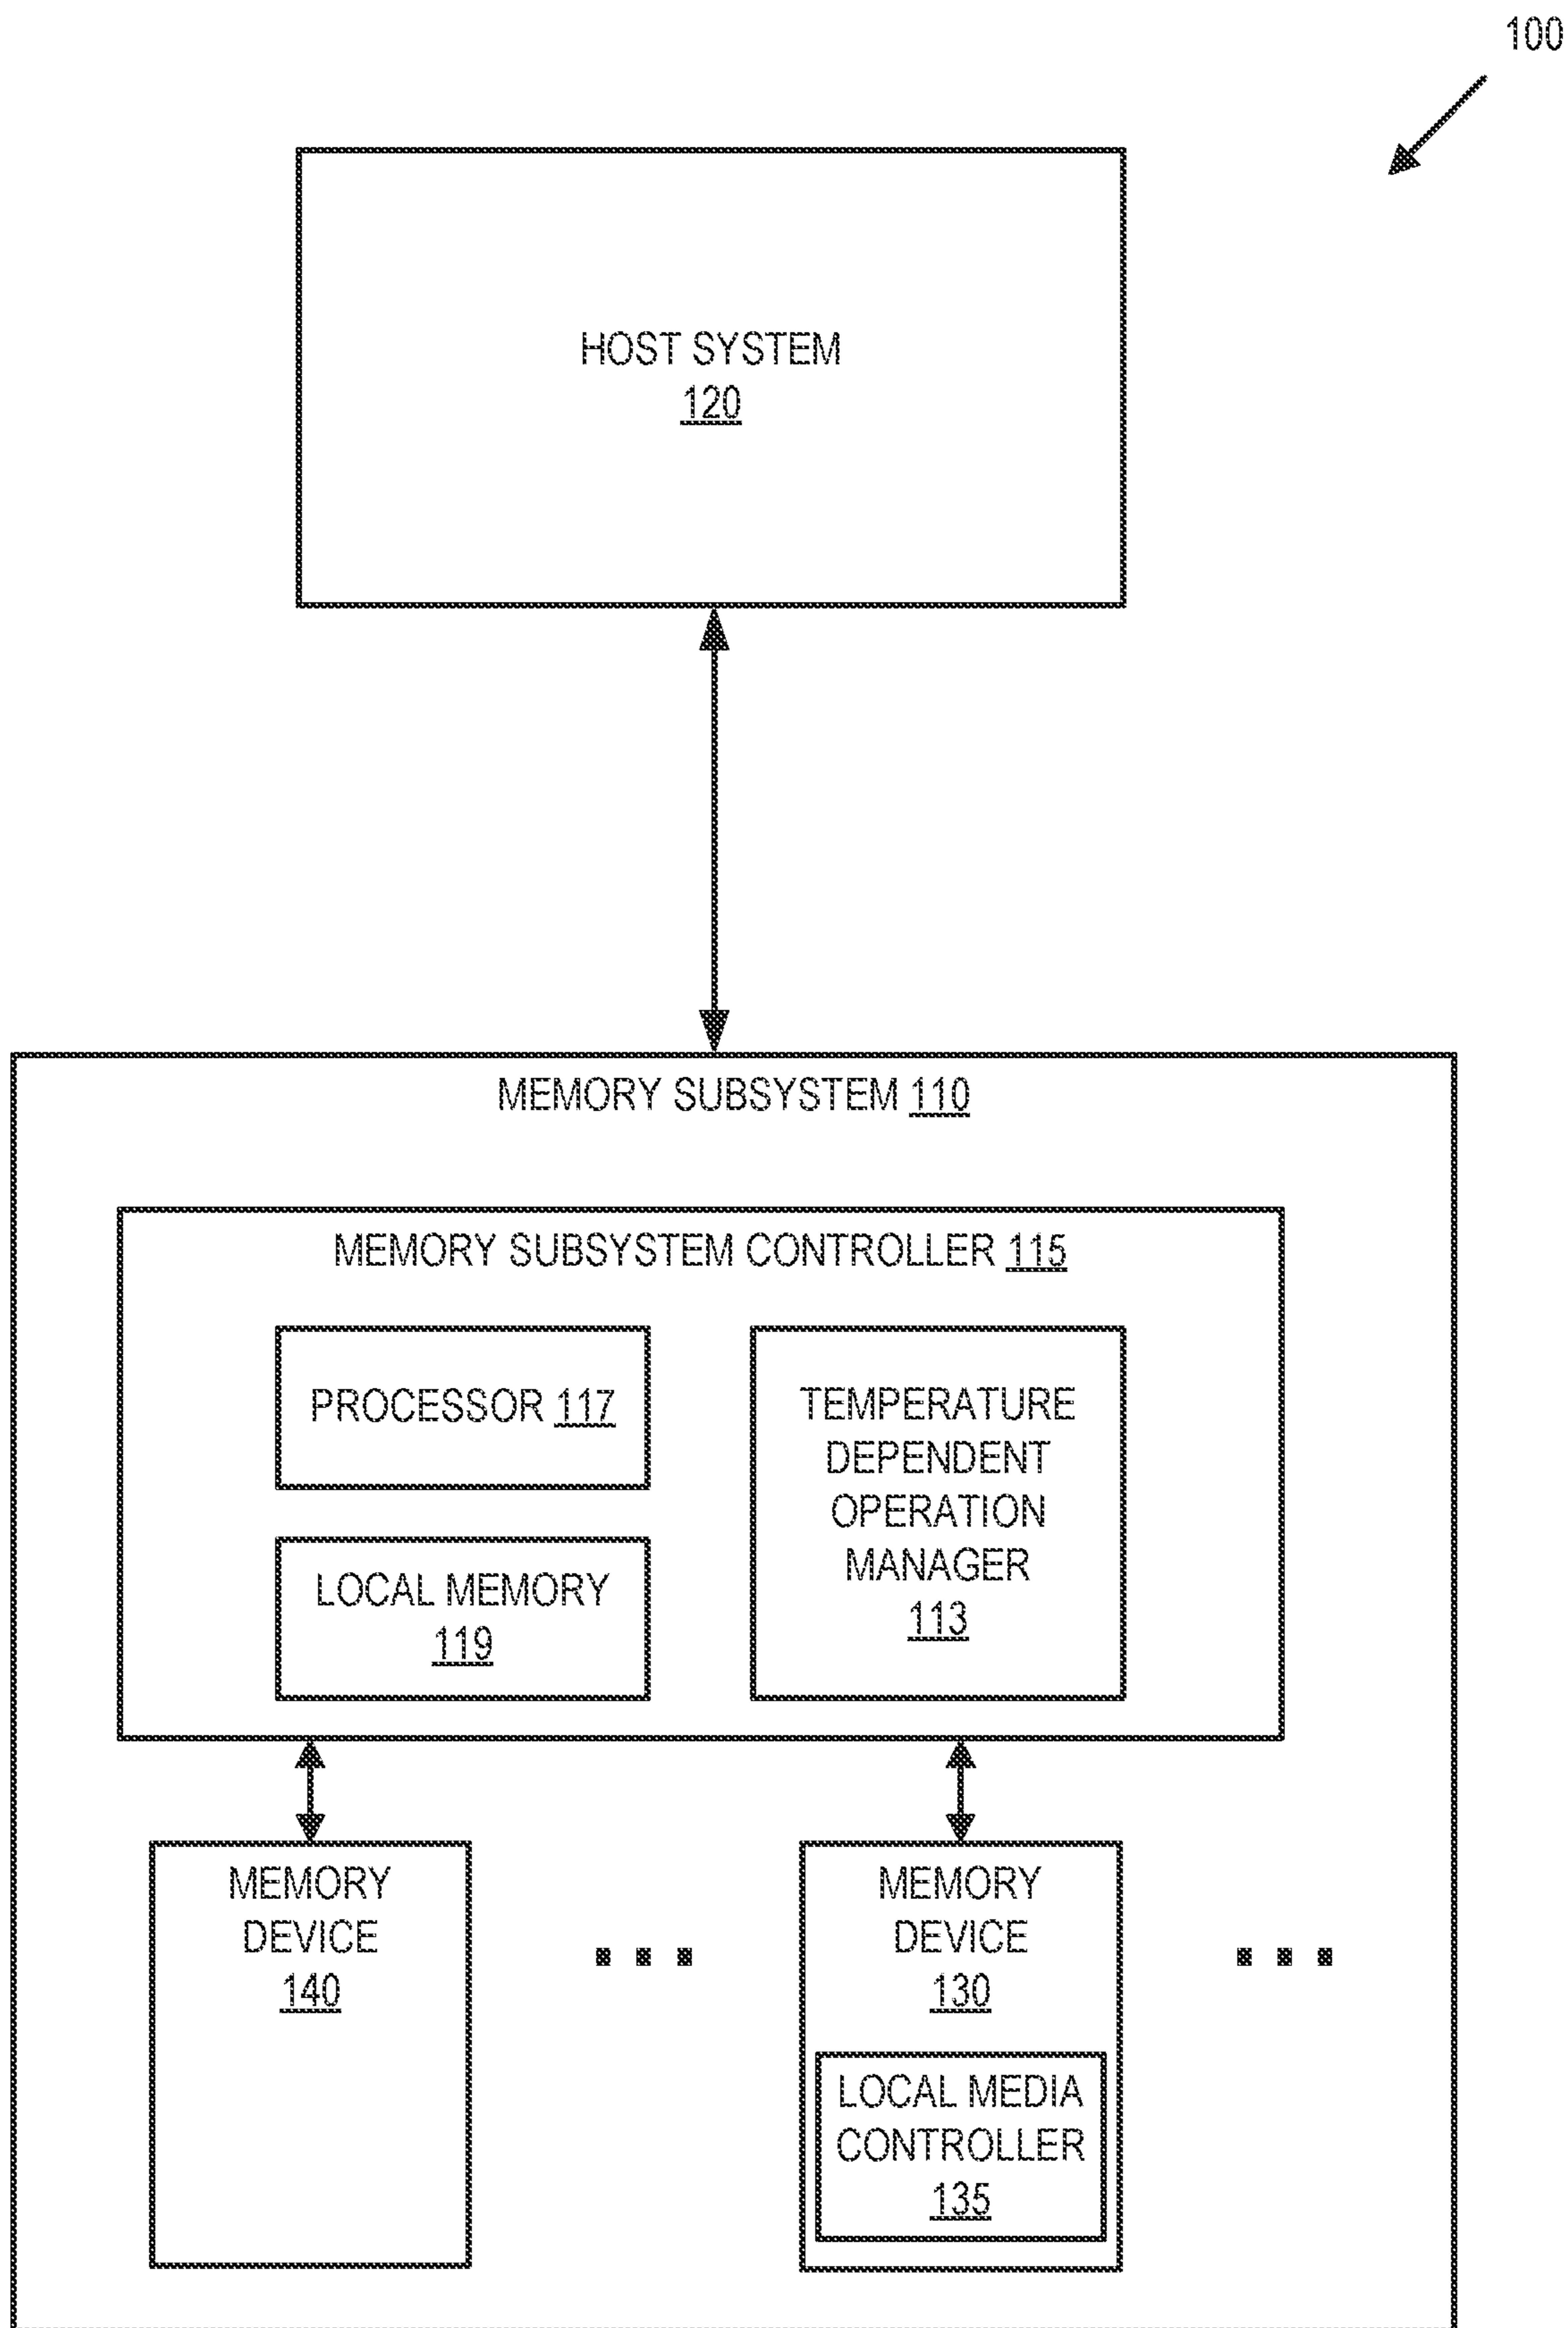 100
HOST SYSTEM
120
MEMORY SUBSYSTEM 110
MEMORY SUBSYSTEM CONTROLLER 115
PROCESSOR 117
LOCAL MEMORY
119
TEMPERATURE
DEPENDENT
OPERATION
MANAGER
113
MEMORY
DEVICE
140
MEMORY
DEVICE
130
LOCAL MEDIA
CONTROLLER
135